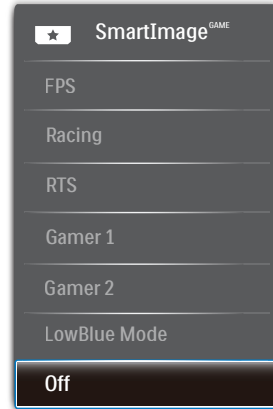 SmartImage GAME
FPS
Racing
RTS
Gamer 1
Gamer 2
LowBlue Mode
Off